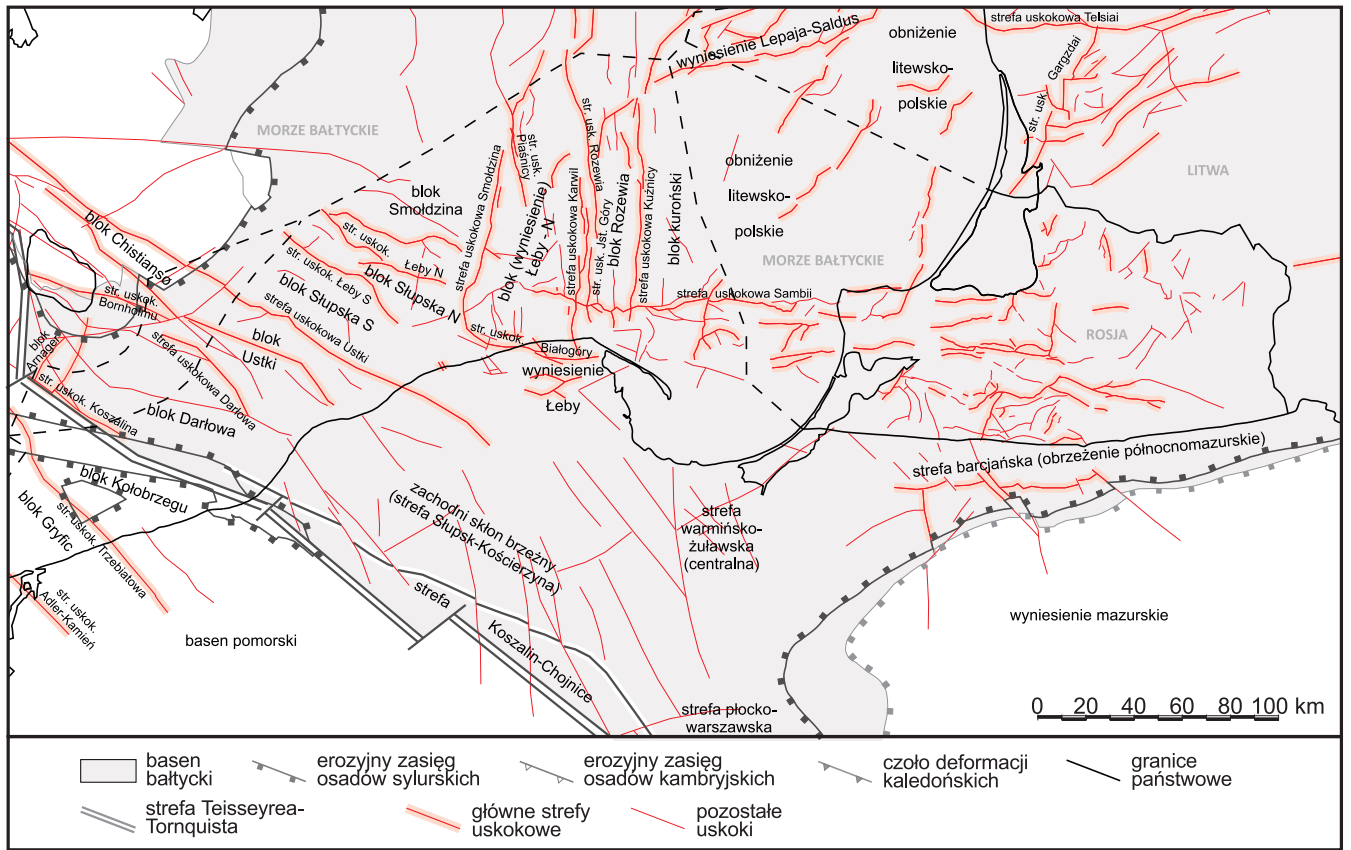 strefa uskokowa Telsiai
obniżenie
litewsko-
polskie
wyniesienie Lepaja-Saldus
str. usk. Gargzdai
MORZE BAŁTYCKIE
LITWA
str. usk.
Piaśnicy
str. usk. Rozewia
blok
Smołdzina
strefa uskokowa Smołdzina
blok (wyniesienie)
Łeby - N
strefa uskokowa Karwii
str. usk. Jst. Góry
blok Rozewia
strefa uskokowa Kuźnicy
blok kuroński
obniżenie
litewsko-
polskie
MORZE BAŁTYCKIE
blok Chistiansø
str. uskok.
Łeby N
str. uskok. Łeby S
blok Słupska N
blok Słupska S
strefa uskokowa Sambii
ROSJA
str. uskok.
Bornholmu
blok
Arnager
strefa uskokowa Ustki
blok
Ustki
strefa uskokowa Darłowa
str. uskok.
Białogóry
wyniesienie
Łeby
str. uskok. Koszalina
blok Darłowa
blok Kołobrzegu
blok Gryfic
str. uskok. Trzebiatowa
str. uskok.
Adler-Kamień
zachodni skłon brzeżny
(strefa Słupsk-Kościerzyna)
strefa
Koszalin-Chojnice
strefa
warmińsko-
żuławska
(centralna)
strefa barcjańska (obrzeżenie północnomazurskie)
basen pomorski
wyniesienie mazurskie
strefa płocko-
warszawska
0 20 40 60 80 100 km
basen
bałtycki
erozyjny zasięg
osadów sylurskich
erozyjny zasięg
osadów kambryjskich
czoło deformacji
kaledońskich
granice
państwowe
strefa Teisseyrea-
Tornquista
główne strefy
uskokowe
pozostałe
uskoki